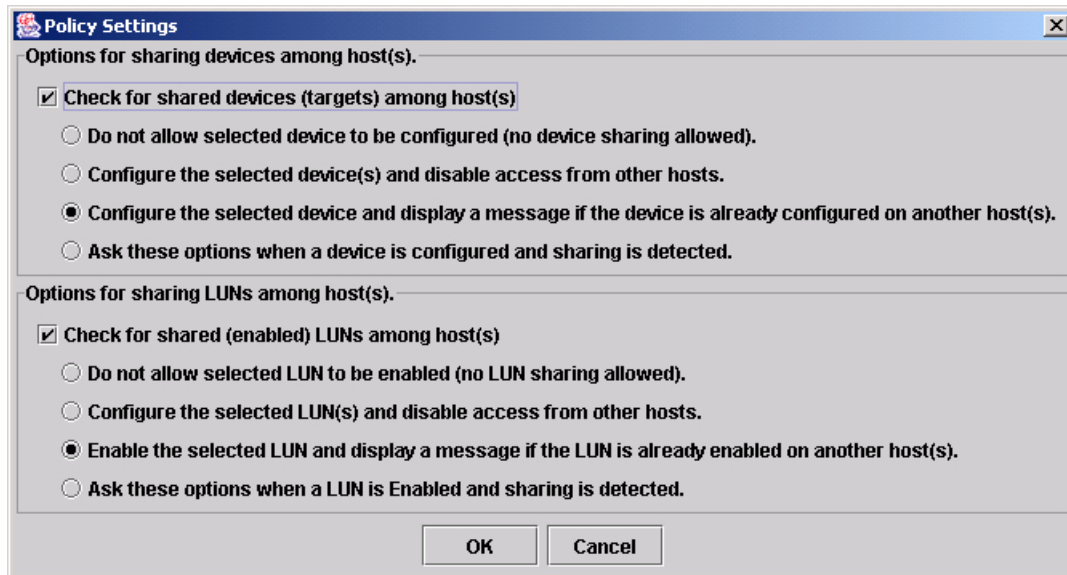 Policy Settings
Options for sharing devices among host(s).
Check for shared devices (targets) among host(s)
Do not allow selected device to be configured (no device sharing allowed).
Configure the selected device(s) and disable access from other hosts.
Configure the selected device and display a message if the device is already configured on another host(s).
Ask these options when a device is configured and sharing is detected.
Options for sharing LUNs among host(s).
Check for shared (enabled) LUNs among host(s)
Do not allow selected LUN to be enabled (no LUN sharing allowed).
Configure the selected LUN(s) and disable access from other hosts.
Enable the selected LUN and display a message if the LUN is already enabled on another host(s).
Ask these options when a LUN is Enabled and sharing is detected.
OK Cancel